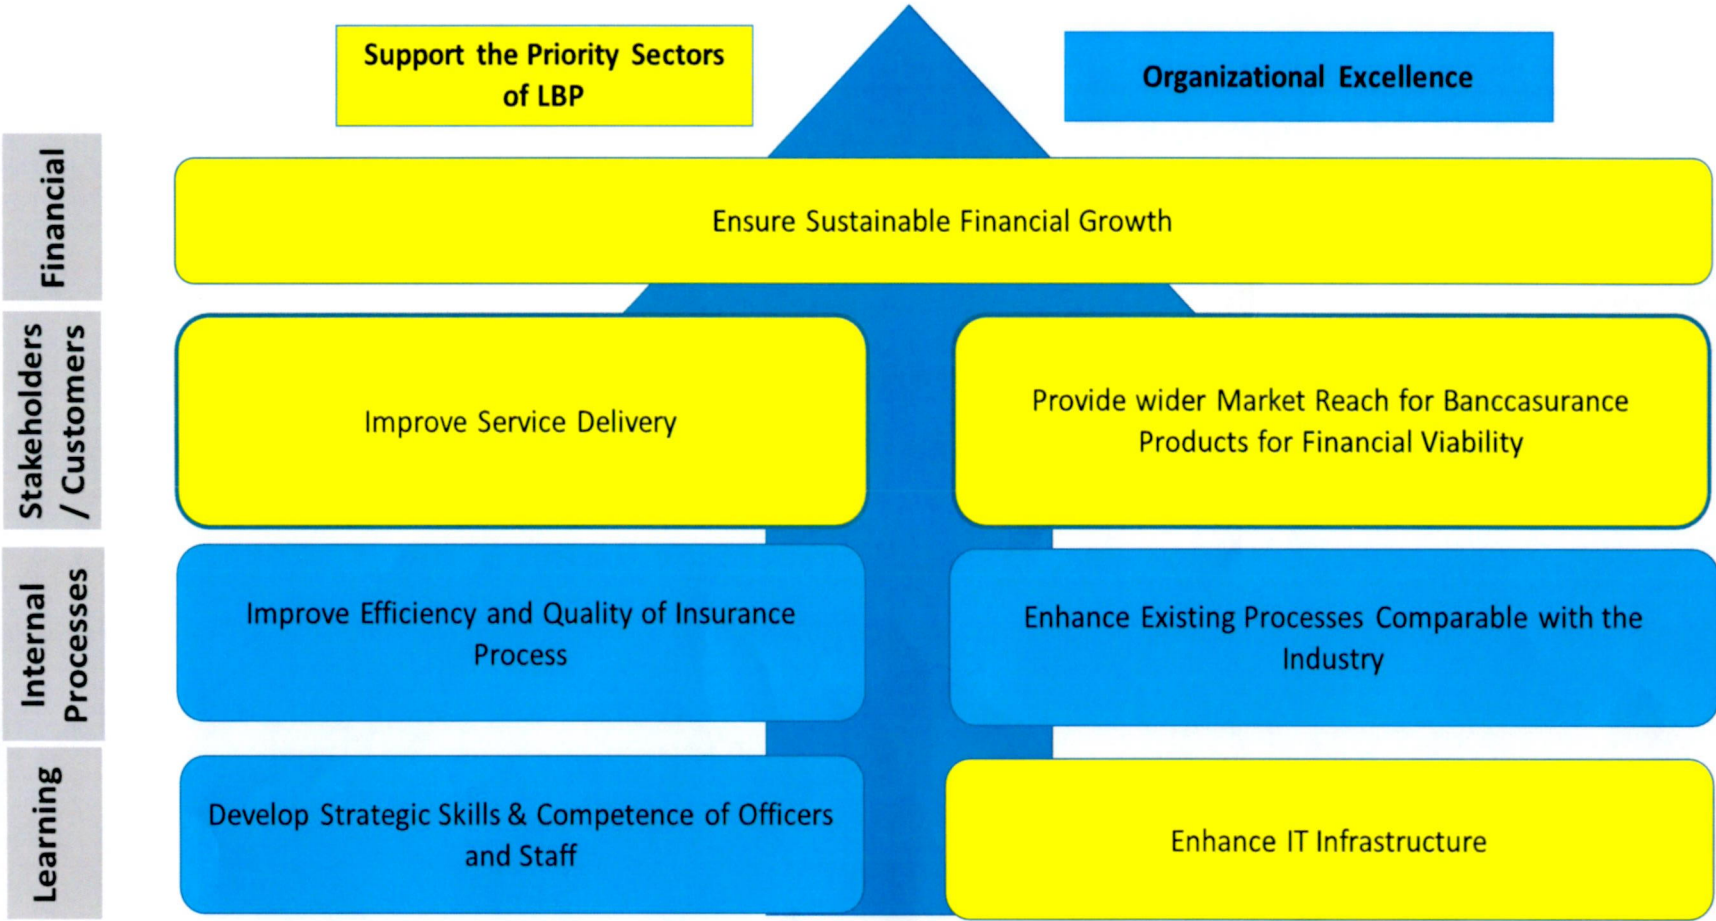 Support the Priority Sectors
of LBP
Organizational Excellence
Financial
Ensure Sustainable Financial Growth
Stakeholders
/ Customers
Improve Service Delivery
Provide wider Market Reach for Banccasurance
Products for Financial Viability
Internal
Processes
Improve Efficiency and Quality of Insurance
Process
Enhance Existing Processes Comparable with the
Industry
Learning
Develop Strategic Skills & Competence of Officers
and Staff
Enhance IT Infrastructure